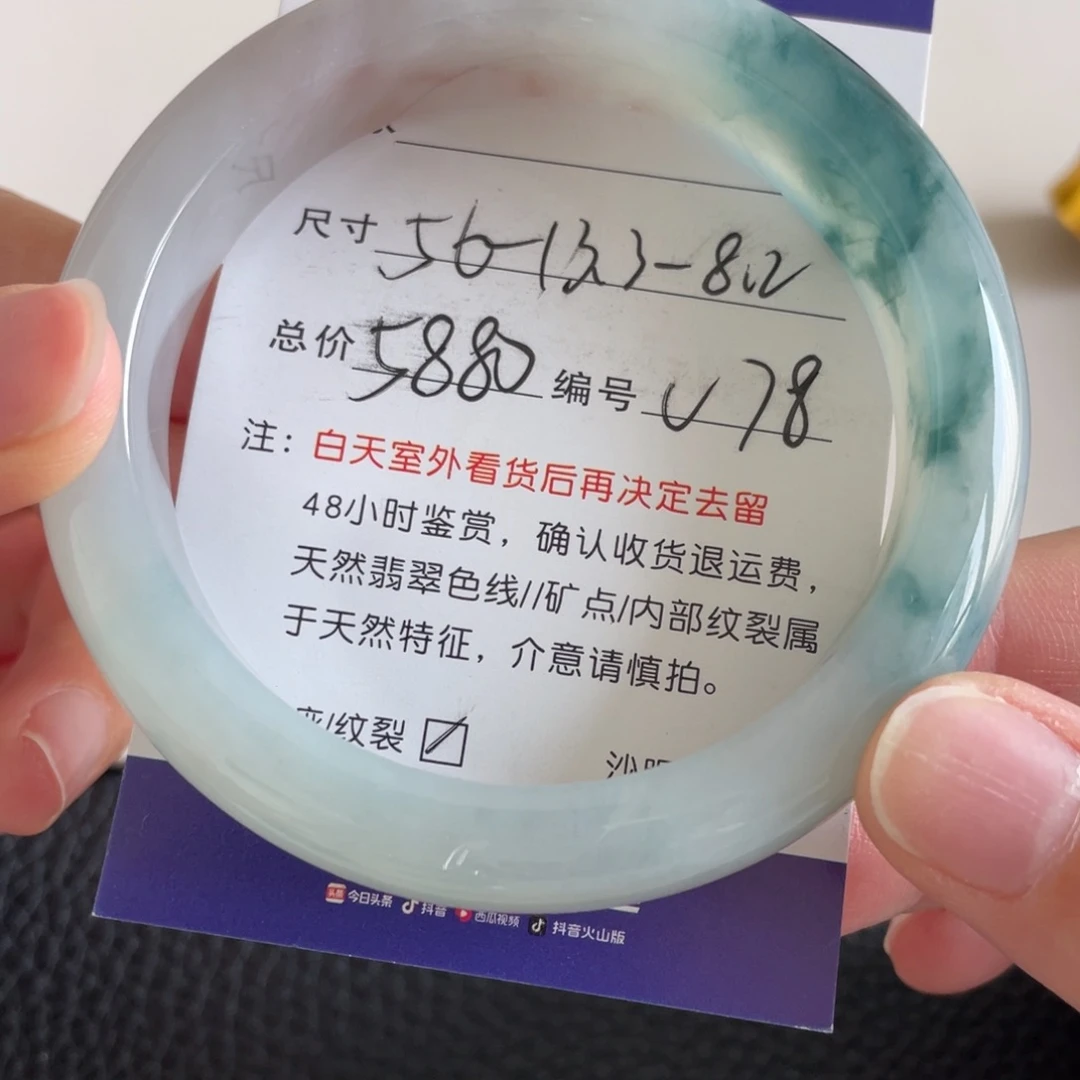 尺寸 56-13.3-8.2
总价 5880 编号 V78
注：白天室外看货后再决定去留
48小时鉴赏，确认收货退运费，
天然翡翠色线//矿点/内部纹裂属
于天然特征，介意请慎拍。
/纹裂
今日头条 抖音 西瓜视频 抖音火山版